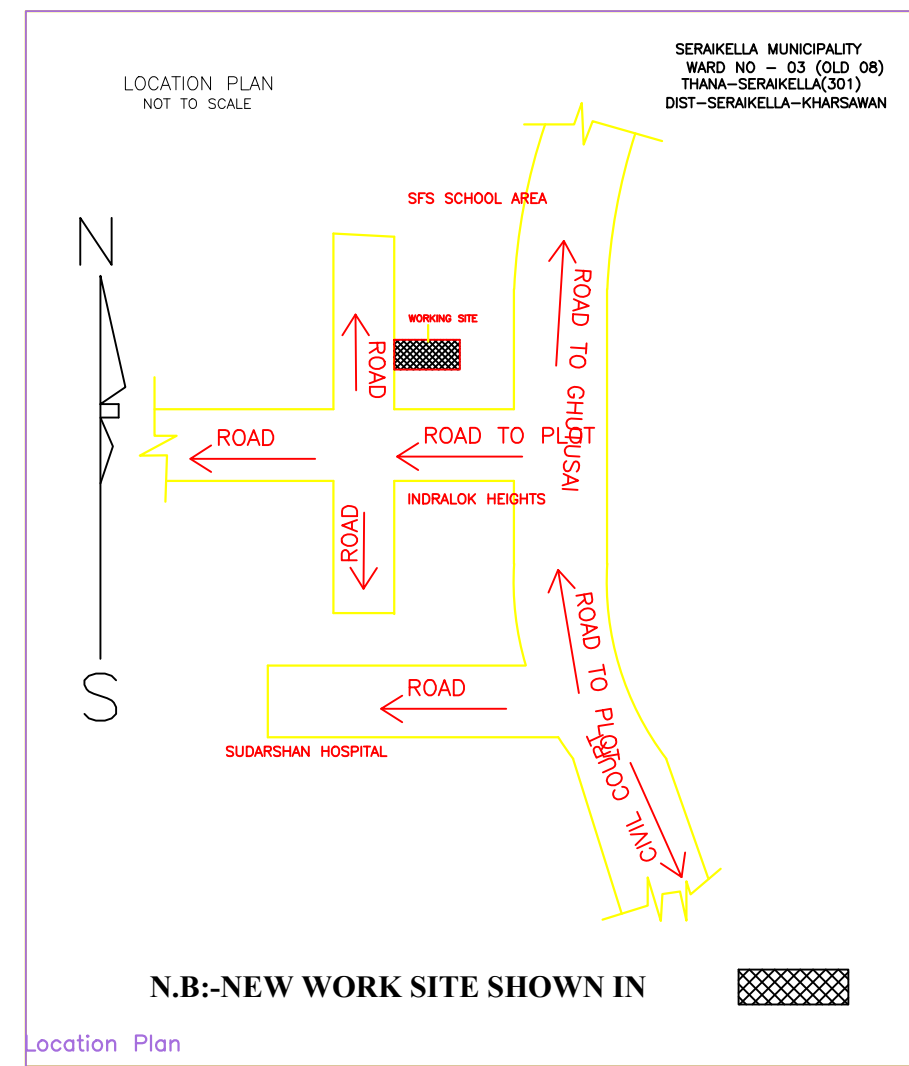 SERAIKELLA MUNICIPALITY
WARD NO - 03 (OLD 08)
THANA-SERAIKELLA(301)
DIST-SERAIKELLA-KHARSAWAN
LOCATION PLAN
NOT TO SCALE
SFS SCHOOL AREA
N
WORKING SITE
ROAD
ROAD TO GHUTUSAI
ROAD
ROAD TO PLOT
INDRALOK HEIGHTS
ROAD
ROAD TO PLOT
ROAD
S
CIVIL COURT
SUDARSHAN HOSPITAL
N.B:-NEW WORK SITE SHOWN IN
Location Plan